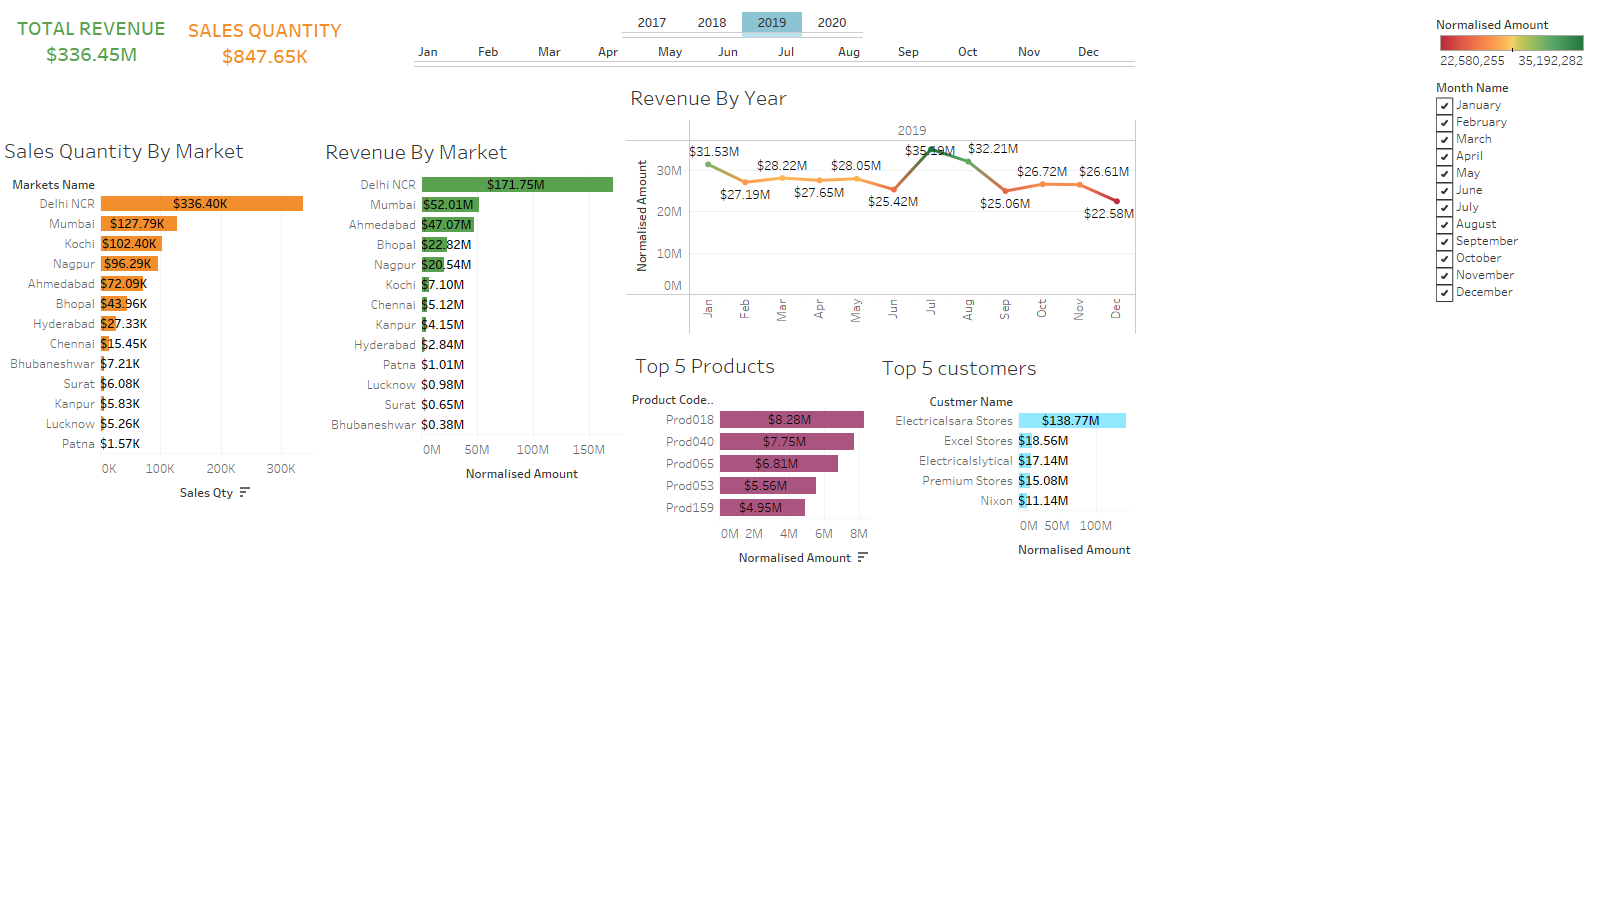 TOTAL REVENUE
$336.45M
SALES QUANTITY
$847.65K
2017 2018 2019 2020
Jan Feb Mar Apr May Jun Jul Aug Sep Oct Nov Dec
Normalised Amount
22,580,255 35,192,282
Month Name
January
February
March
April
May
June
July
August
September
October
November
December
Sales Quantity By Market
Markets Name
Delhi NCR $336.40K
Mumbai $127.79K
Kochi $102.40K
Nagpur $96.29K
Ahmedabad $72.09K
Bhopal $43.96K
Hyderabad $27.33K
Chennai $15.45K
Bhubaneshwar $7.21K
Surat $6.08K
Kanpur $5.83K
Lucknow $5.26K
Patna $1.57K
0K 100K 200K 300K
Sales Qty
Revenue By Market
Delhi NCR $171.75M
Mumbai $52.01M
Ahmedabad $47.07M
Bhopal $22.82M
Nagpur $20.54M
Kochi $7.10M
Chennai $5.12M
Kanpur $4.15M
Hyderabad $2.84M
Patna $1.01M
Lucknow $0.98M
Surat $0.65M
Bhubaneshwar $0.38M
0M 50M 100M 150M
Normalised Amount
Revenue By Year
2019
Normalised Amount
30M
20M
10M
0M
$31.53M $27.19M $28.22M $27.65M $28.05M $25.42M $35.19M $32.21M $25.06M $26.72M $26.61M $22.58M
Jan Feb Mar Apr May Jun Jul Aug Sep Oct Nov Dec
Top 5 Products
Product Code..
Prod018 $8.28M
Prod040 $7.75M
Prod065 $6.81M
Prod053 $5.56M
Prod159 $4.95M
0M 2M 4M 6M 8M
Normalised Amount
Top 5 customers
Custmer Name
Electricalsara Stores $138.77M
Excel Stores $18.56M
Electricalslytical $17.14M
Premium Stores $15.08M
Nixon $11.14M
0M 50M 100M
Normalised Amount